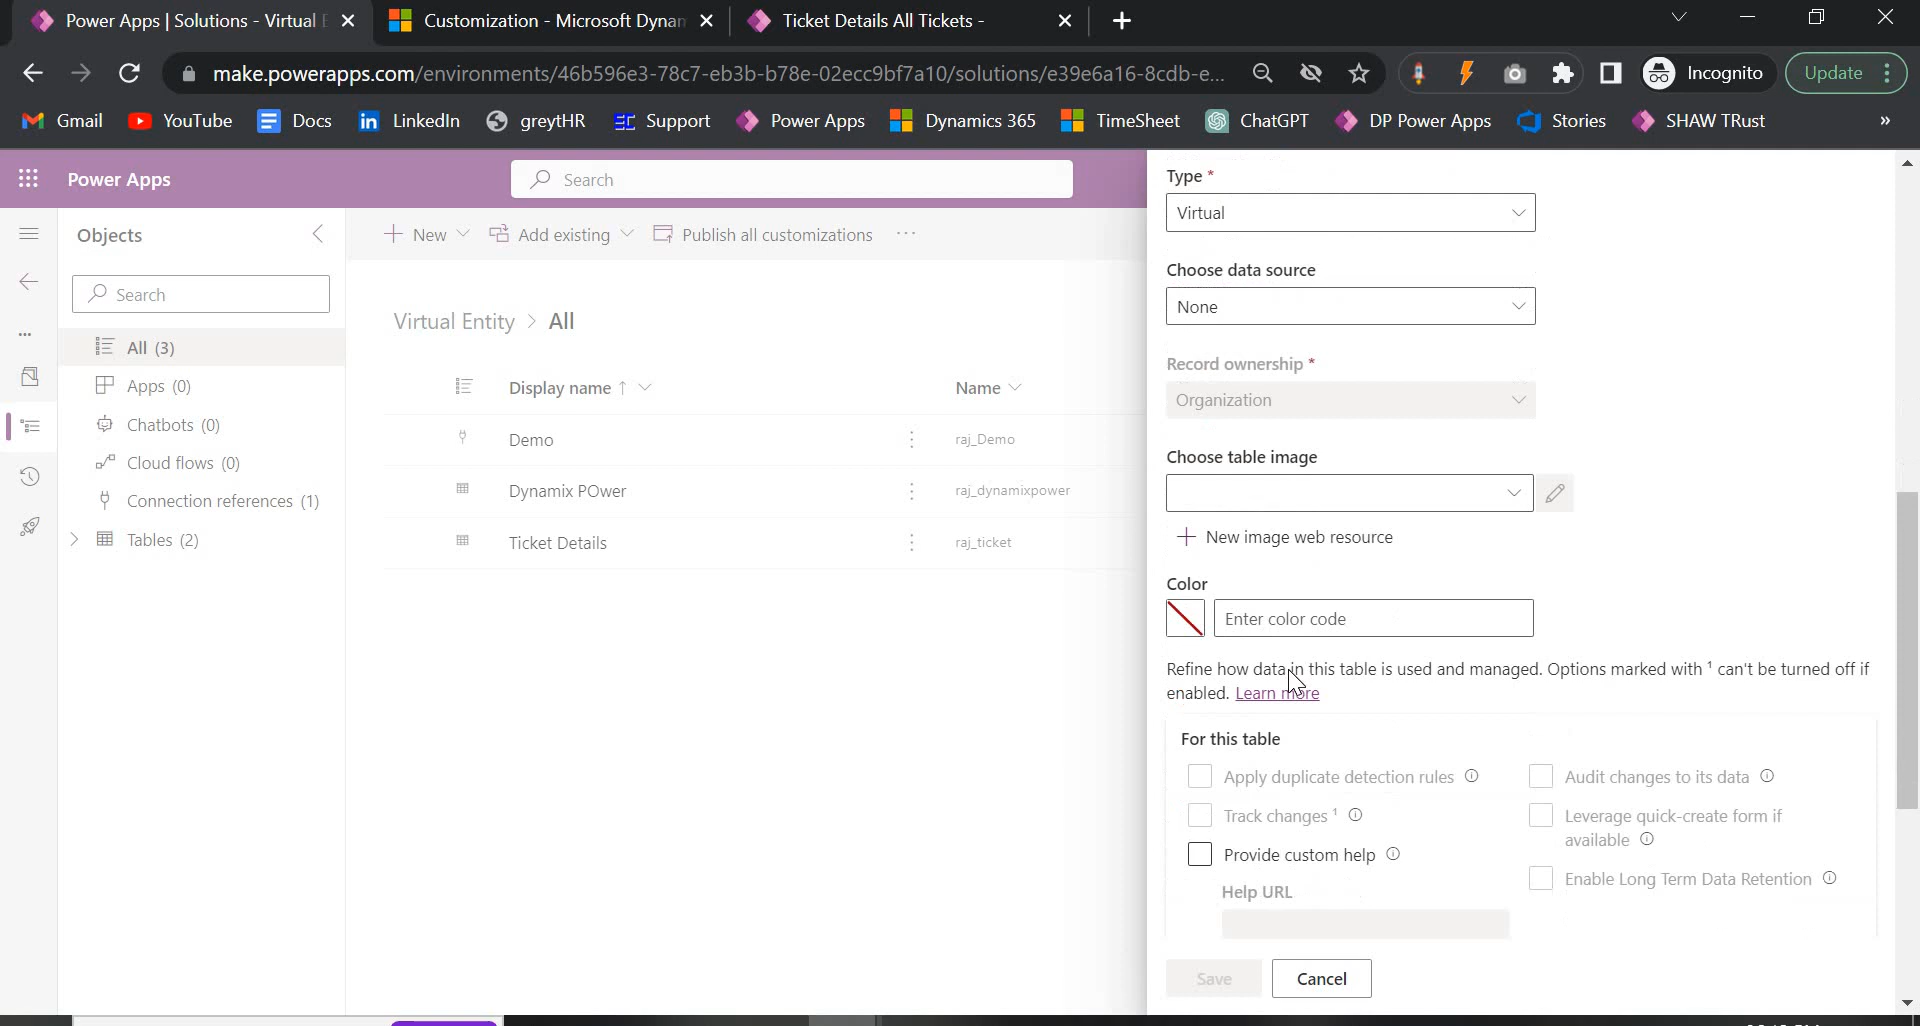 Power Apps | Solutions - Virtual E
Customization - Microsoft Dynam
Ticket Details All Tickets -
make.powerapps.com/environments/46b596e3-78c7-eb3b-b78e-02ecc9bf7a10/solutions/e39e6a16-8cdb-e...
Incognito
Update
Gmail
YouTube
Docs
LinkedIn
greytHR
Support
Power Apps
Dynamics 365
TimeSheet
ChatGPT
DP Power Apps
Stories
SHAW TRust
»
Power Apps
Search
Objects
Search
All (3)
Apps (0)
Chatbots (0)
Cloud flows (0)
Connection references (1)
Tables (2)
New
Add existing
Publish all customizations
Virtual Entity > All
Display name ↑
Name
Demo
raj_Demo
Dynamix POwer
raj_dynamixpower
Ticket Details
raj_ticket
Type *
Virtual
Choose data source
None
Record ownership *
Organization
Choose table image
New image web resource
Color
Enter color code
Refine how data in this table is used and managed. Options marked with ¹ can't be turned off if
enabled. Learn more
For this table
Apply duplicate detection rules
Audit changes to its data
Track changes ¹
Leverage quick-create form if
available
Provide custom help
Enable Long Term Data Retention
Help URL
Save
Cancel